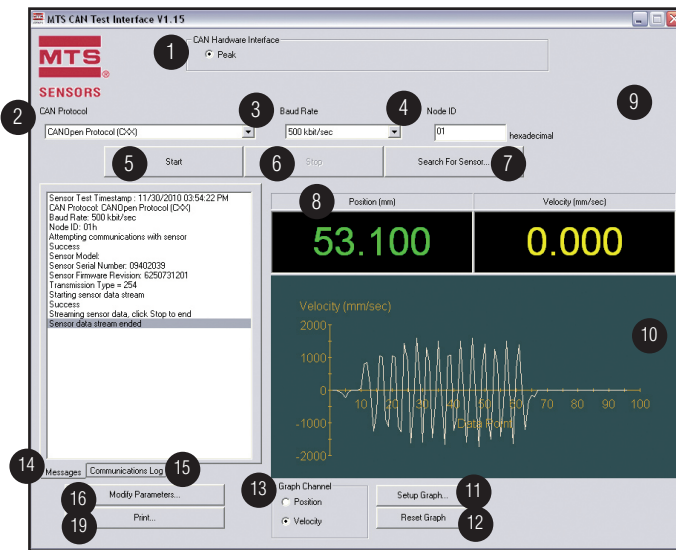 MTS CAN Test Interface V1.15
MTS
®
SENSORS
1
CAN Hardware Interface
Peak
2
CAN Protocol
CANOpen Protocol (CXX)
3
Baud Rate
500 kbit/sec
4
Node ID
01
hexadecimal
9
5
Start
6
Stop
Search For Sensor...
7
Sensor Test Timestamp : 11/30/2010 03:54:22 PM
CAN Protocol: CANOpen Protocol (CXX)
Baud Rate: 500 kbit/sec
Node ID: 01h
Attempting communications with sensor
Success
Sensor Model:
Sensor Serial Number: 09402039
Sensor Firmware Revision: 6250731201
Transmission Type = 254
Starting sensor data stream
Success
Streaming sensor data, click Stop to end
Sensor data stream ended
8
Position (mm)
Velocity (mm/sec)
53.100
0.000
10
Velocity (mm/sec)
2000
1000
0
-1000
-2000
10 20 30 40 50 60 70 80 90 100
Data Point
14
Messages
Communications Log
15
16
Modify Parameters...
19
Print...
13
Graph Channel
Position
Velocity
Setup Graph...
11
Reset Graph
12